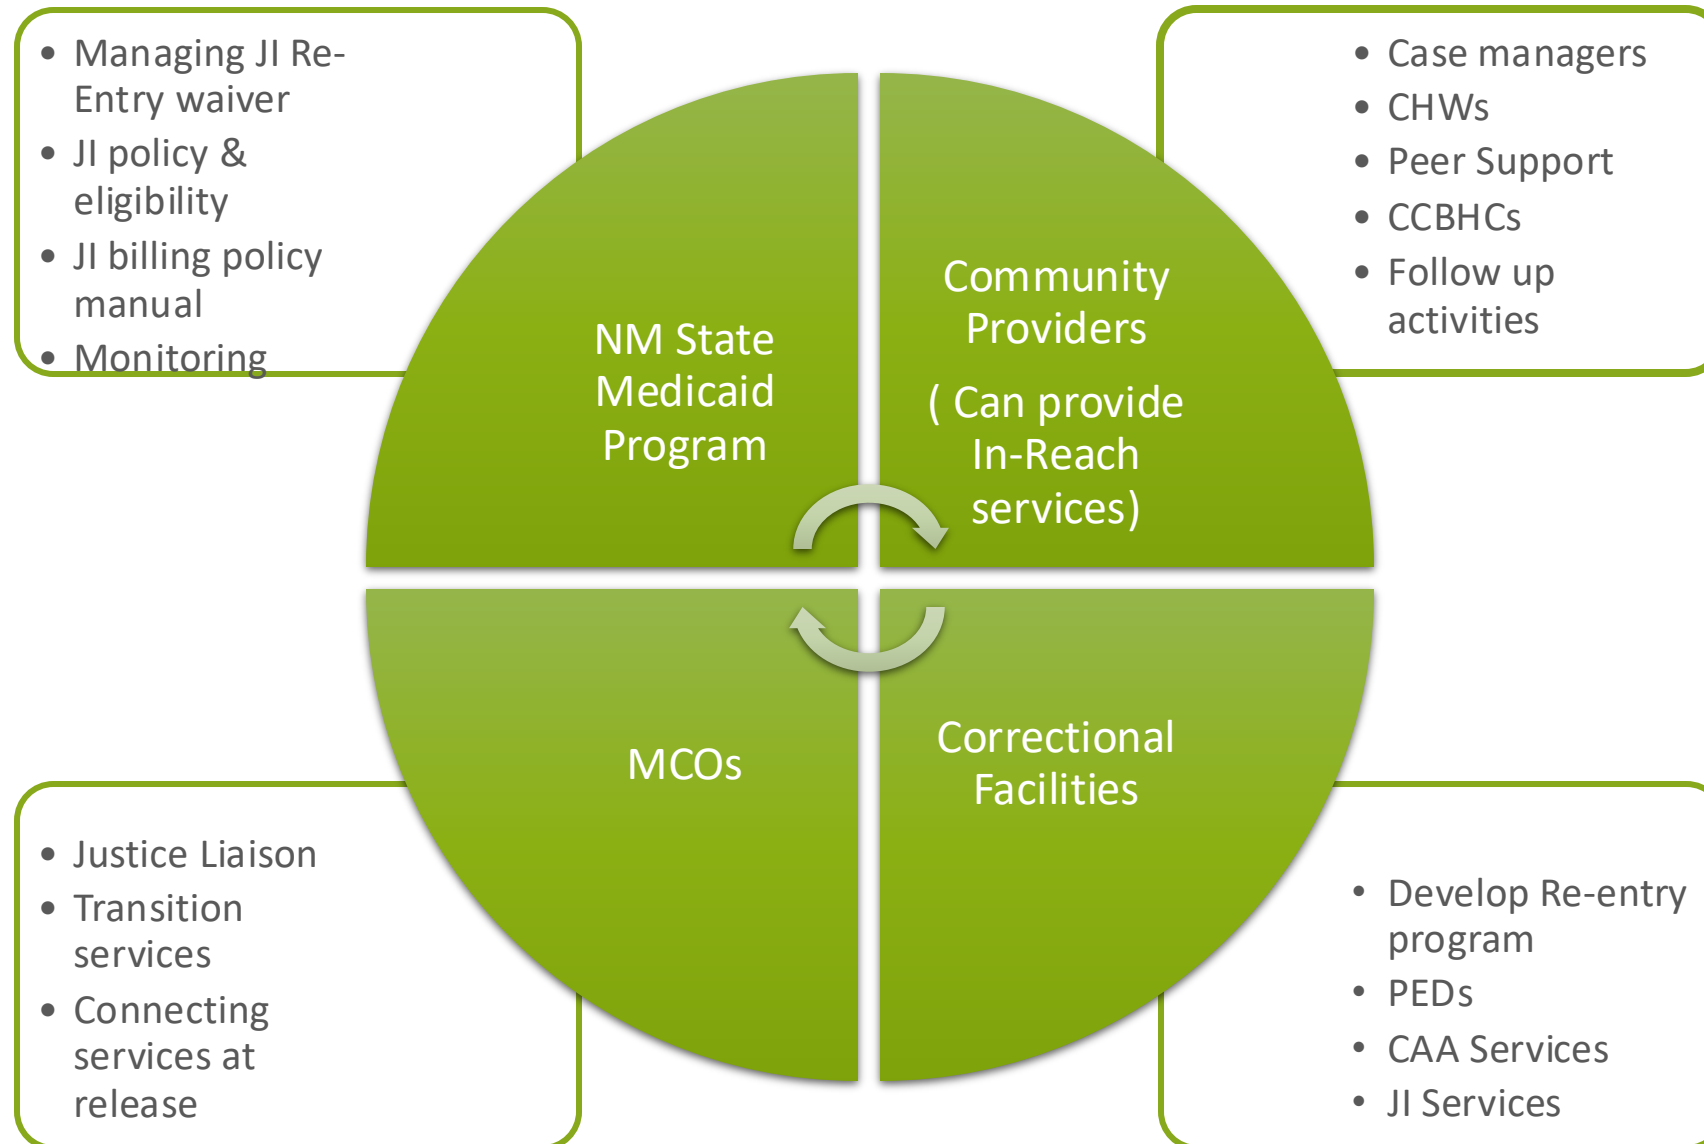 • Managing JI Re-
Entry waiver
• JI policy &
eligibility
• JI billing policy
manual
• Monitoring
• Case managers
• CHWs
• Peer Support
• CCBHCs
• Follow up
activities
NM State
Medicaid
Program
Community
Providers
( Can provide
In-Reach
services)
MCOs
Correctional
Facilities
• Justice Liaison
• Transition
services
• Connecting
services at
release
• Develop Re-entry
program
• PEDs
• CAA Services
• JI Services